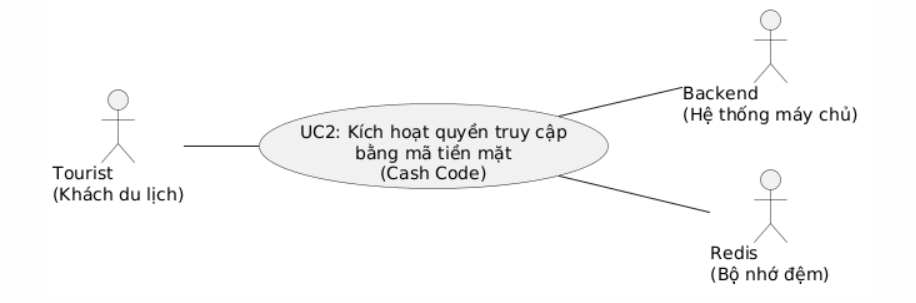 Tourist
(Khách du lịch)
UC2: Kích hoạt quyền truy cập
bằng mã tiền mặt
(Cash Code)
Backend
(Hệ thống máy chủ)
Redis
(Bộ nhớ đệm)